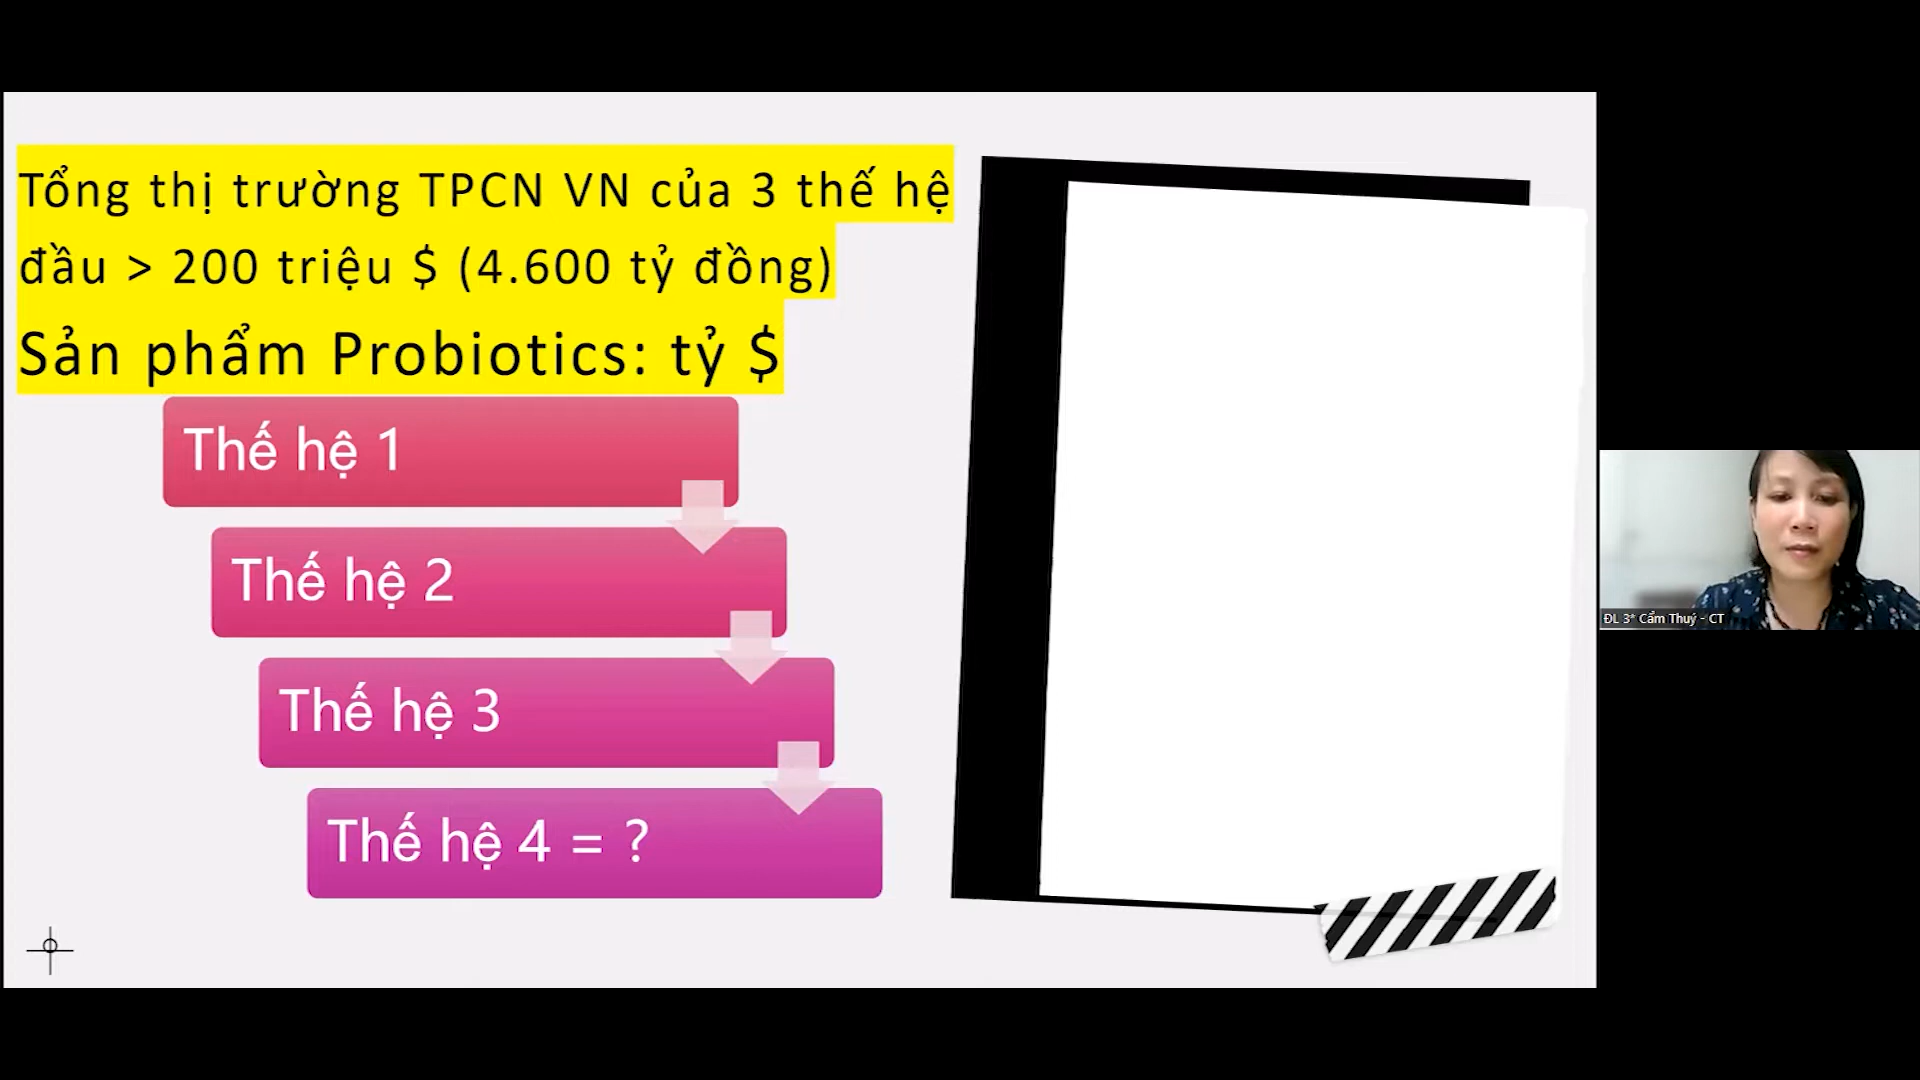 Tổng thị trường TPCN VN của 3 thế hệ
đầu > 200 triệu $ (4.600 tỷ đồng)
Sản phẩm Probiotics: tỷ $
Thế hệ 1
Thế hệ 2
Thế hệ 3
Thế hệ 4 = ?
ĐL 3* Cẩm Thuý - CT